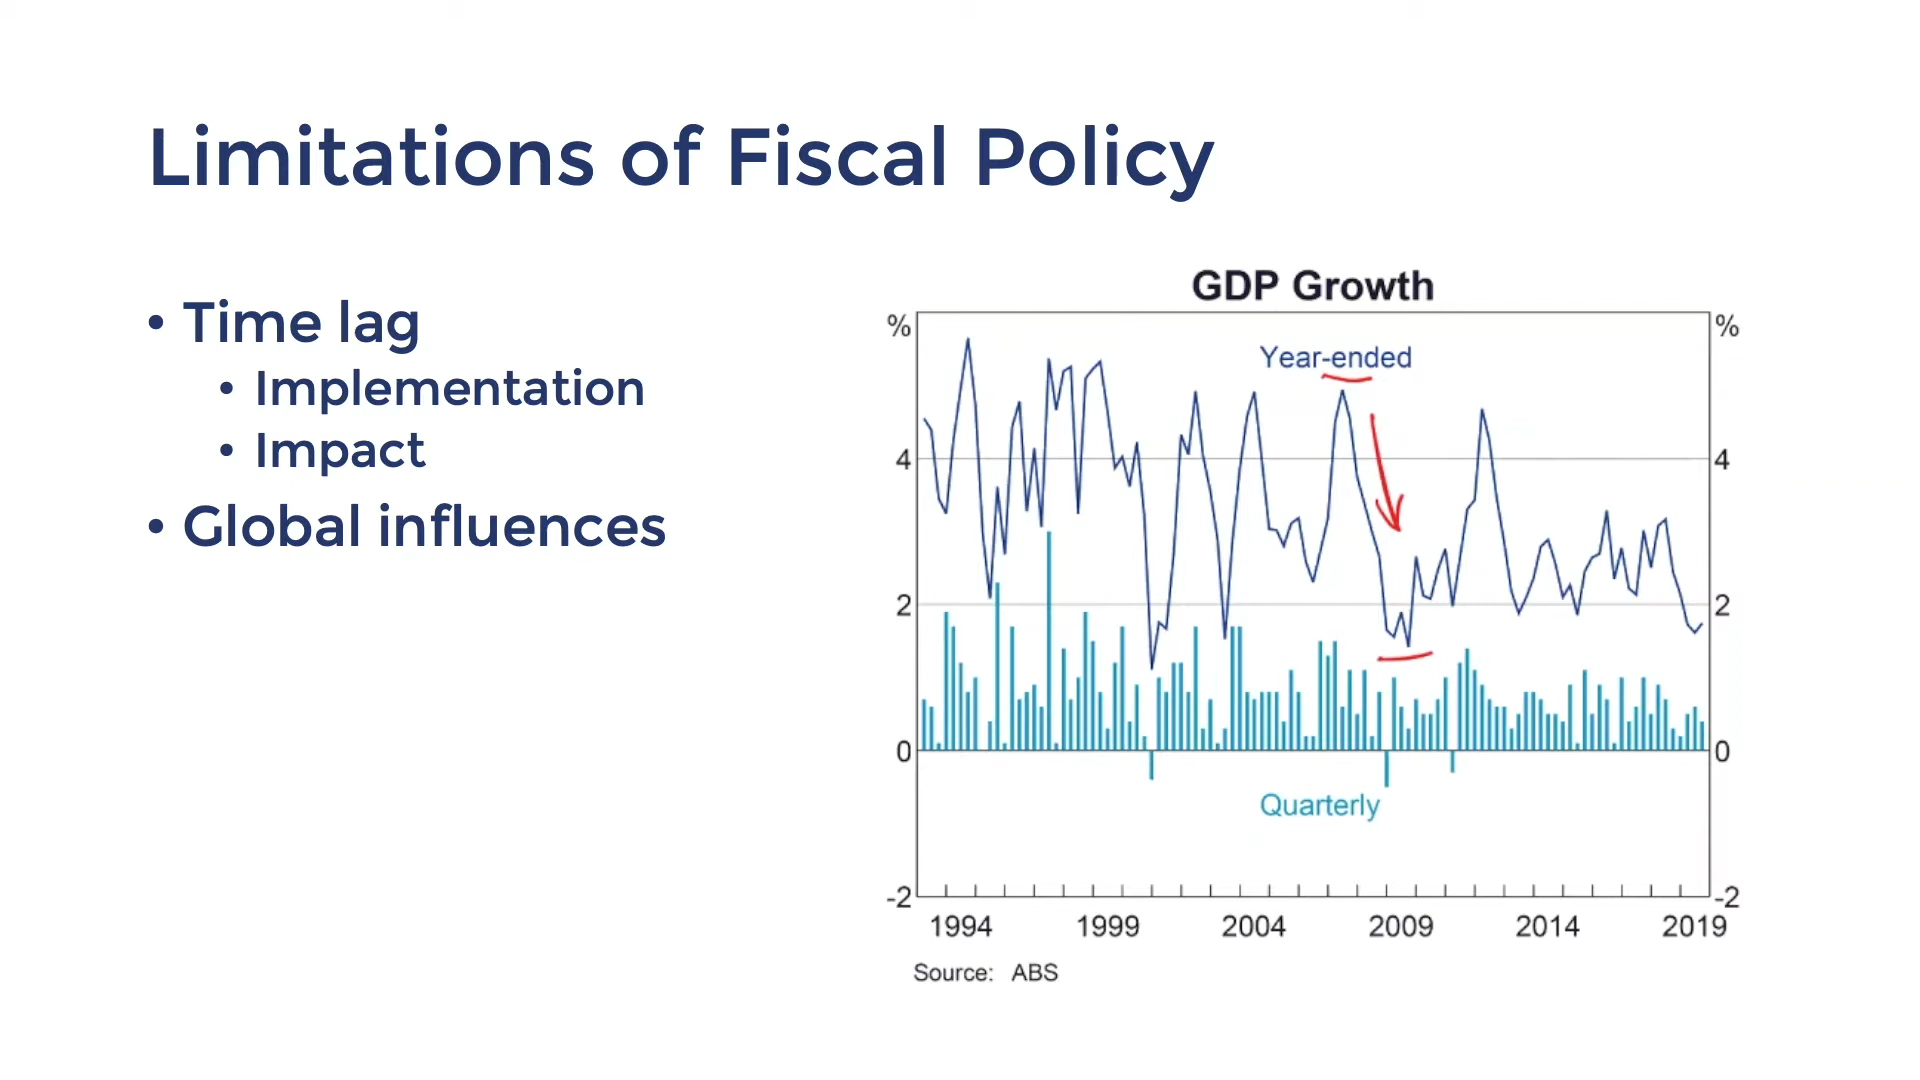 Limitations of Fiscal Policy
• Time lag
• Implementation
• Impact
• Global influences
GDP Growth
% %
Year-ended
4 4
2 2
0 0
Quarterly
-2 -2
1994 1999 2004 2009 2014 2019
Source: ABS